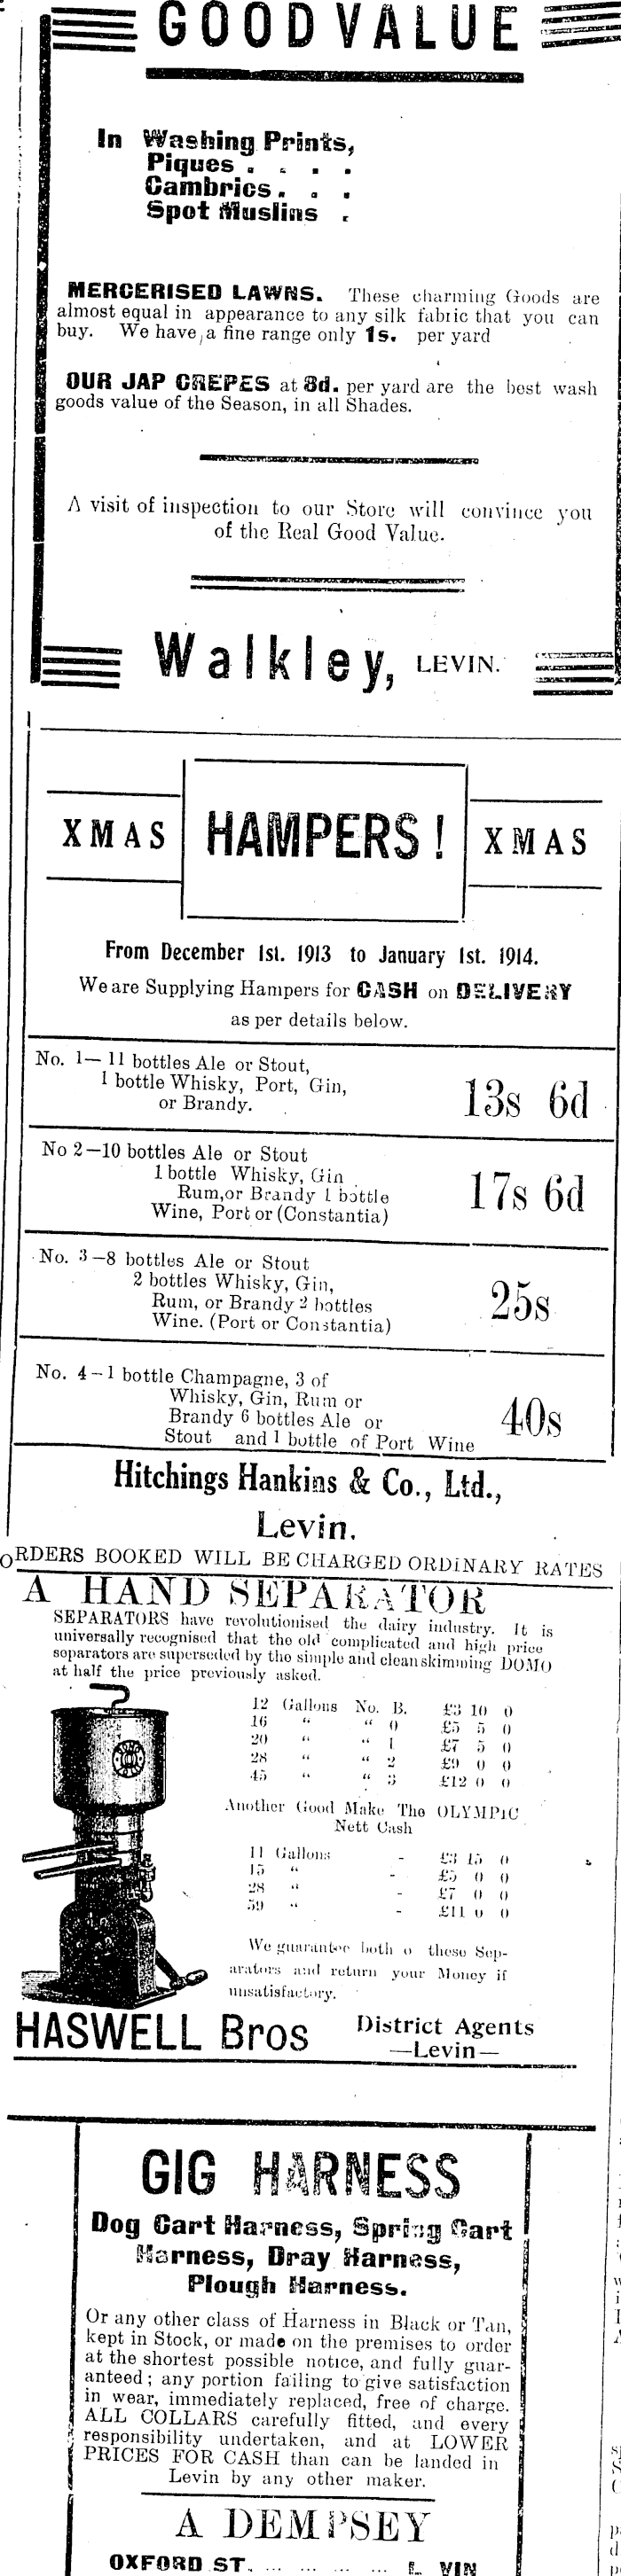 GOOD VALUE
In Washing Prints,
Piques . . . .
Cambrics . . .
Spot Muslins .
MERCERISED LAWNS. These charming Goods are
almost equal in appearance to any silk fabric that you can
buy. We have a fine range only 1s. per yard
OUR JAP CREPES at 8d. per yard are the best wash
goods value of the Season, in all Shades.
A visit of inspection to our Store will convince you
of the Real Good Value.
Walkley, LEVIN.
XMAS HAMPERS! XMAS
From December 1st. 1913 to January 1st. 1914.
We are Supplying Hampers for CASH on DELIVERY
as per details below.
No. 1— 11 bottles Ale or Stout,
1 bottle Whisky, Port, Gin,
or Brandy.
13s 6d
No 2—10 bottles Ale or Stout
1 bottle Whisky, Gin
Rum, or Brandy 1 bottle
Wine, Port or (Constantia)
17s 6d
No. 3—8 bottles Ale or Stout
2 bottles Whisky, Gin,
Rum, or Brandy 2 bottles
Wine. (Port or Constantia)
25s
No. 4—1 bottle Champagne, 3 of
Whisky, Gin, Rum or
Brandy 6 bottles Ale or
Stout and 1 bottle of Port Wine
40s
Hitchings Hankins & Co., Ltd.,
Levin.
ORDERS BOOKED WILL BE CHARGED ORDINARY RATES
A HAND SEPARATOR
SEPARATORS have revolutionised the dairy industry. It is
universally recognised that the old complicated and high price
separators are superseded by the simple and clean skimming DOMO
at half the price previously asked.
12 Gallons No. B. £3 10 0
16 " " 0 £5 5 0
20 " " 1 £7 5 0
28 " " 2 £9 0 0
45 " " 3 £12 0 0
Another Good Make The OLYMPIC
Nett Cash
11 Gallons - £3 15 0
15 " - £5 0 0
28 " - £7 0 0
59 " - £11 0 0
We guarantee both o these Sep-
arators and return your Money if
unsatisfactory.
HASWELL Bros District Agents
—Levin—
GIG HARNESS
Dog Cart Harness, Spring Cart
Harness, Dray Harness,
Plough Harness.
Or any other class of Harness in Black or Tan,
kept in Stock, or made on the premises to order
at the shortest possible notice, and fully guar-
anteed; any portion failing to give satisfaction
in wear, immediately replaced, free of charge.
ALL COLLARS carefully fitted, and every
responsibility undertaken, and at LOWER
PRICES FOR CASH than can be landed in
Levin by any other maker.
A DEMPSEY
OXFORD ST. ... ... ... ... L VIN